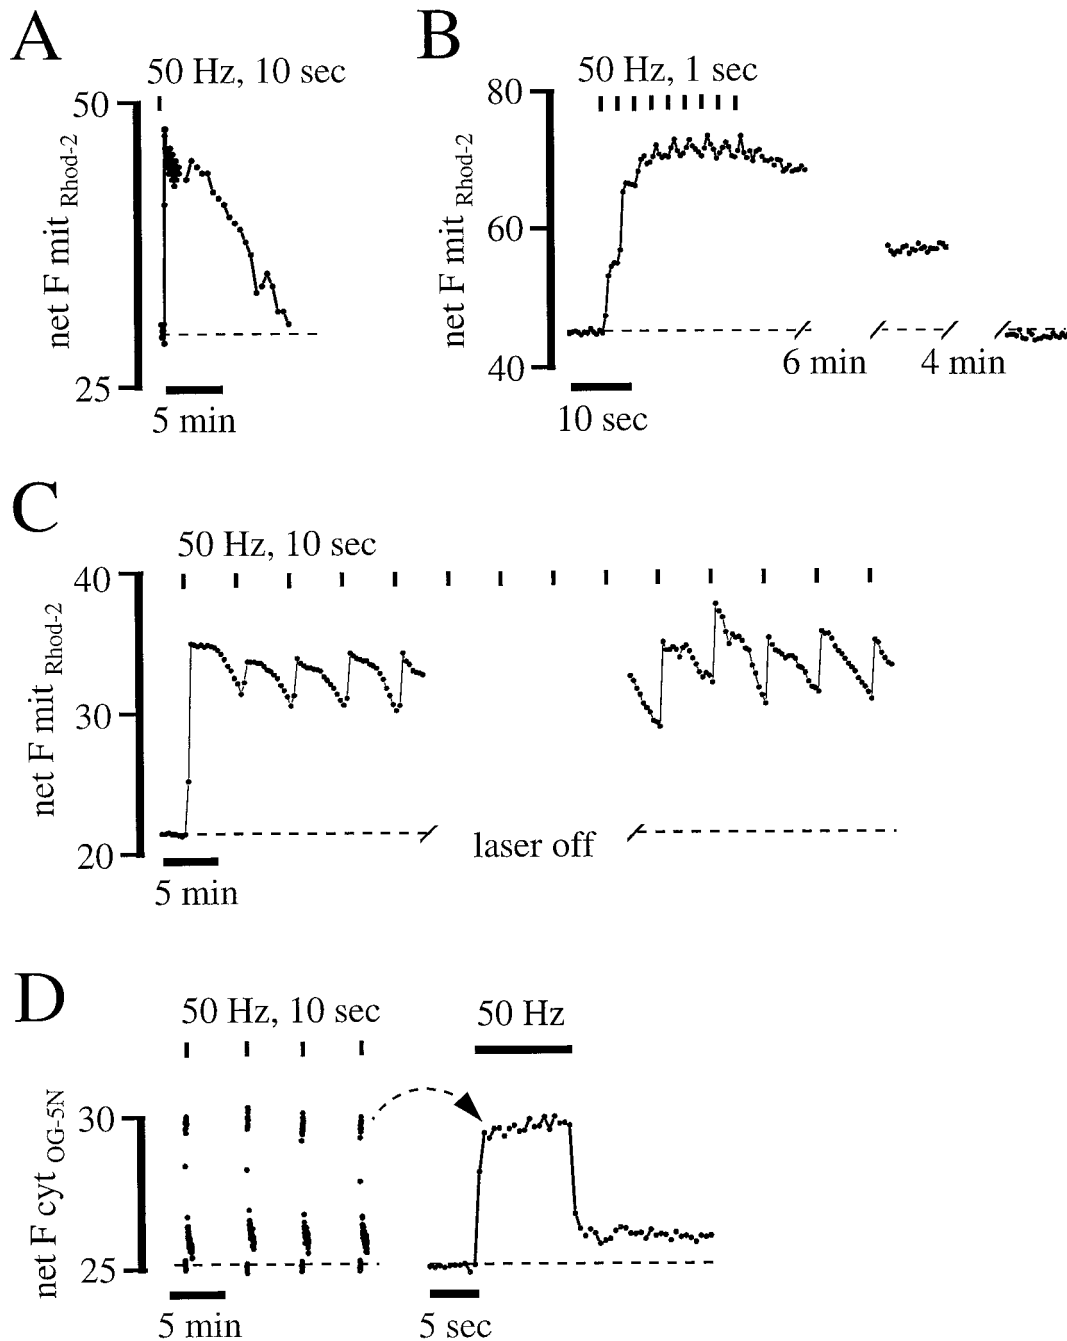 A
50 Hz, 10 sec
50
net F mit Rhod-2
25
5 min
B
50 Hz, 1 sec
80
net F mit Rhod-2
60
40
6 min
4 min
10 sec
C
50 Hz, 10 sec
40
net F mit Rhod-2
30
20
laser off
5 min
D
50 Hz, 10 sec
50 Hz
30
net F cyt OG-5N
25
5 min
5 sec